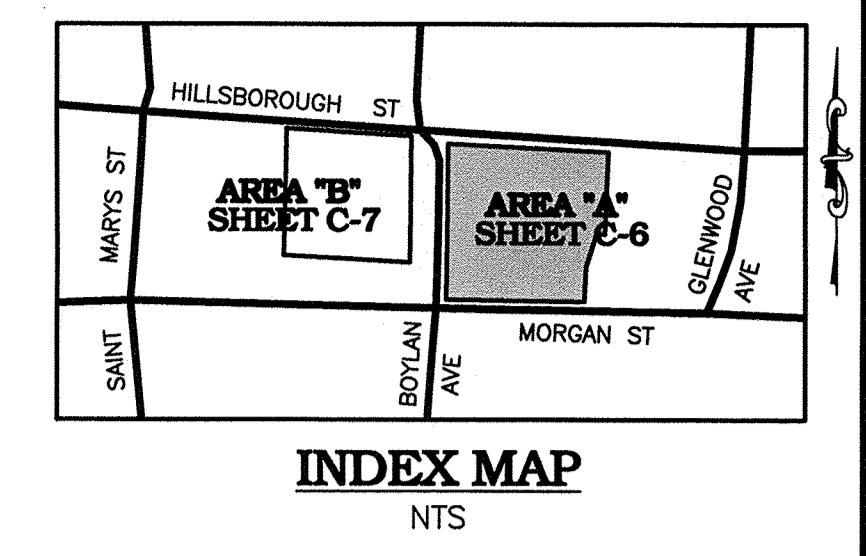 HILLSBOROUGH ST
MARYS ST
SAINT
AREA "B"
SHEET C-7
AREA "A"
SHEET C-6
GLENWOOD
AVE
BOYLAN
AVE
MORGAN ST
INDEX MAP
NTS